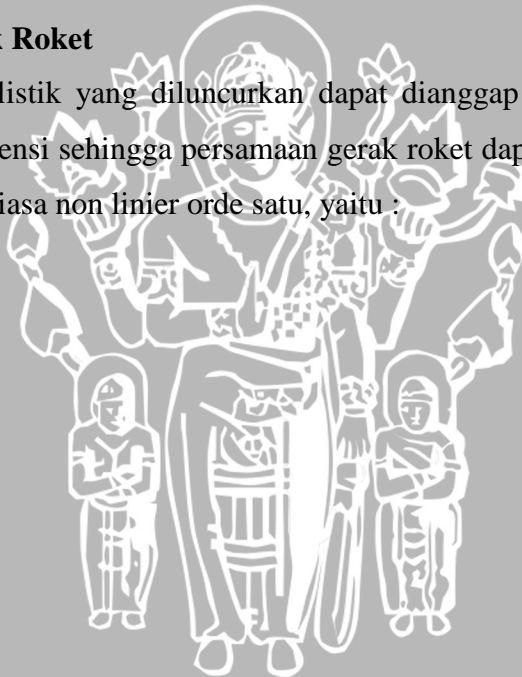 Roket
listik yang diluncurkan dapat dianggap
ensi sehingga persamaan gerak roket dap
iasa non linier orde satu, yaitu :